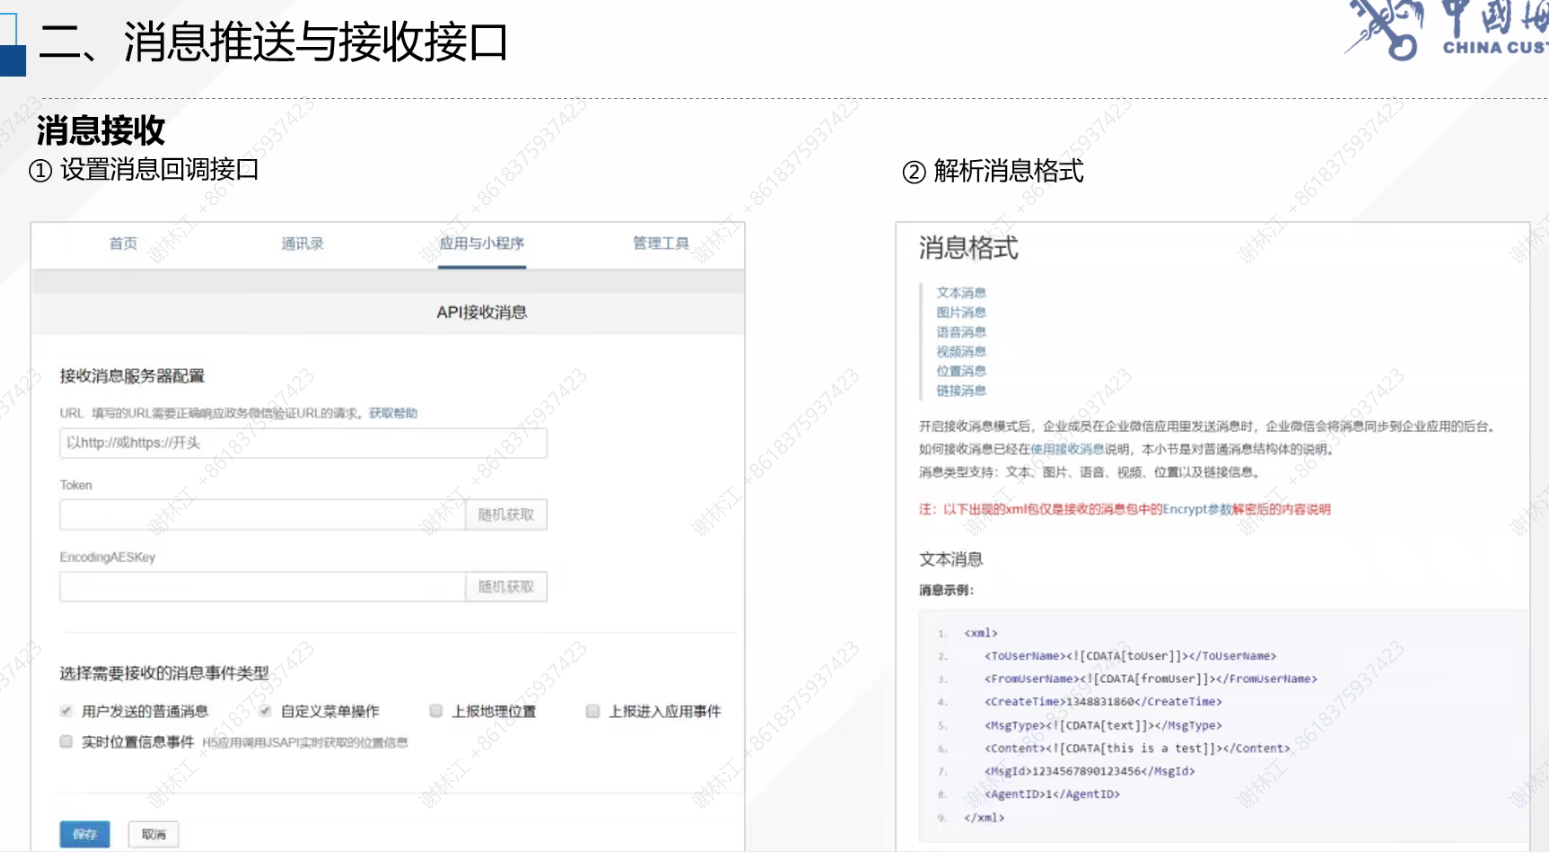 二、消息推送与接收接口
CHINA CUST
消息接收
① 设置消息回调接口
② 解析消息格式
首页 通讯录 应用与小程序 管理工具
API接收消息
接收消息服务器配置
URL 填写的URL需要正确响应政务微信验证URL的请求。获取帮助
以http://或https://开头
Token
随机获取
EncodingAESKey
随机获取
选择需要接收的消息事件类型
用户发送的普通消息 自定义菜单操作 上报地理位置 上报进入应用事件
实时位置信息事件 H5应用调用JSAPI实时获取的位置信息
保存 取消
消息格式
文本消息
图片消息
语音消息
视频消息
位置消息
链接消息
开启接收消息模式后，企业成员在企业微信应用里发送消息时，企业微信会将消息同步到企业应用的后台。
如何接收消息已经在使用接收消息说明，本小节是对普通消息结构体的说明。
消息类型支持：文本、图片、语音、视频、位置以及链接信息。
注：以下出现的xml包仅是接收的消息包中的Encrypt参数解密后的内容说明
文本消息
消息示例：
1. <xml>
2. <ToUserName><![CDATA[toUser]]></ToUserName>
3. <FromUserName><![CDATA[fromUser]]></FromUserName>
4. <CreateTime>1348831860</CreateTime>
5. <MsgType><![CDATA[text]]></MsgType>
6. <Content><![CDATA[this is a test]]></Content>
7. <MsgId>1234567890123456</MsgId>
8. <AgentID>1</AgentID>
9. </xml>
谢林江 +8618375937423